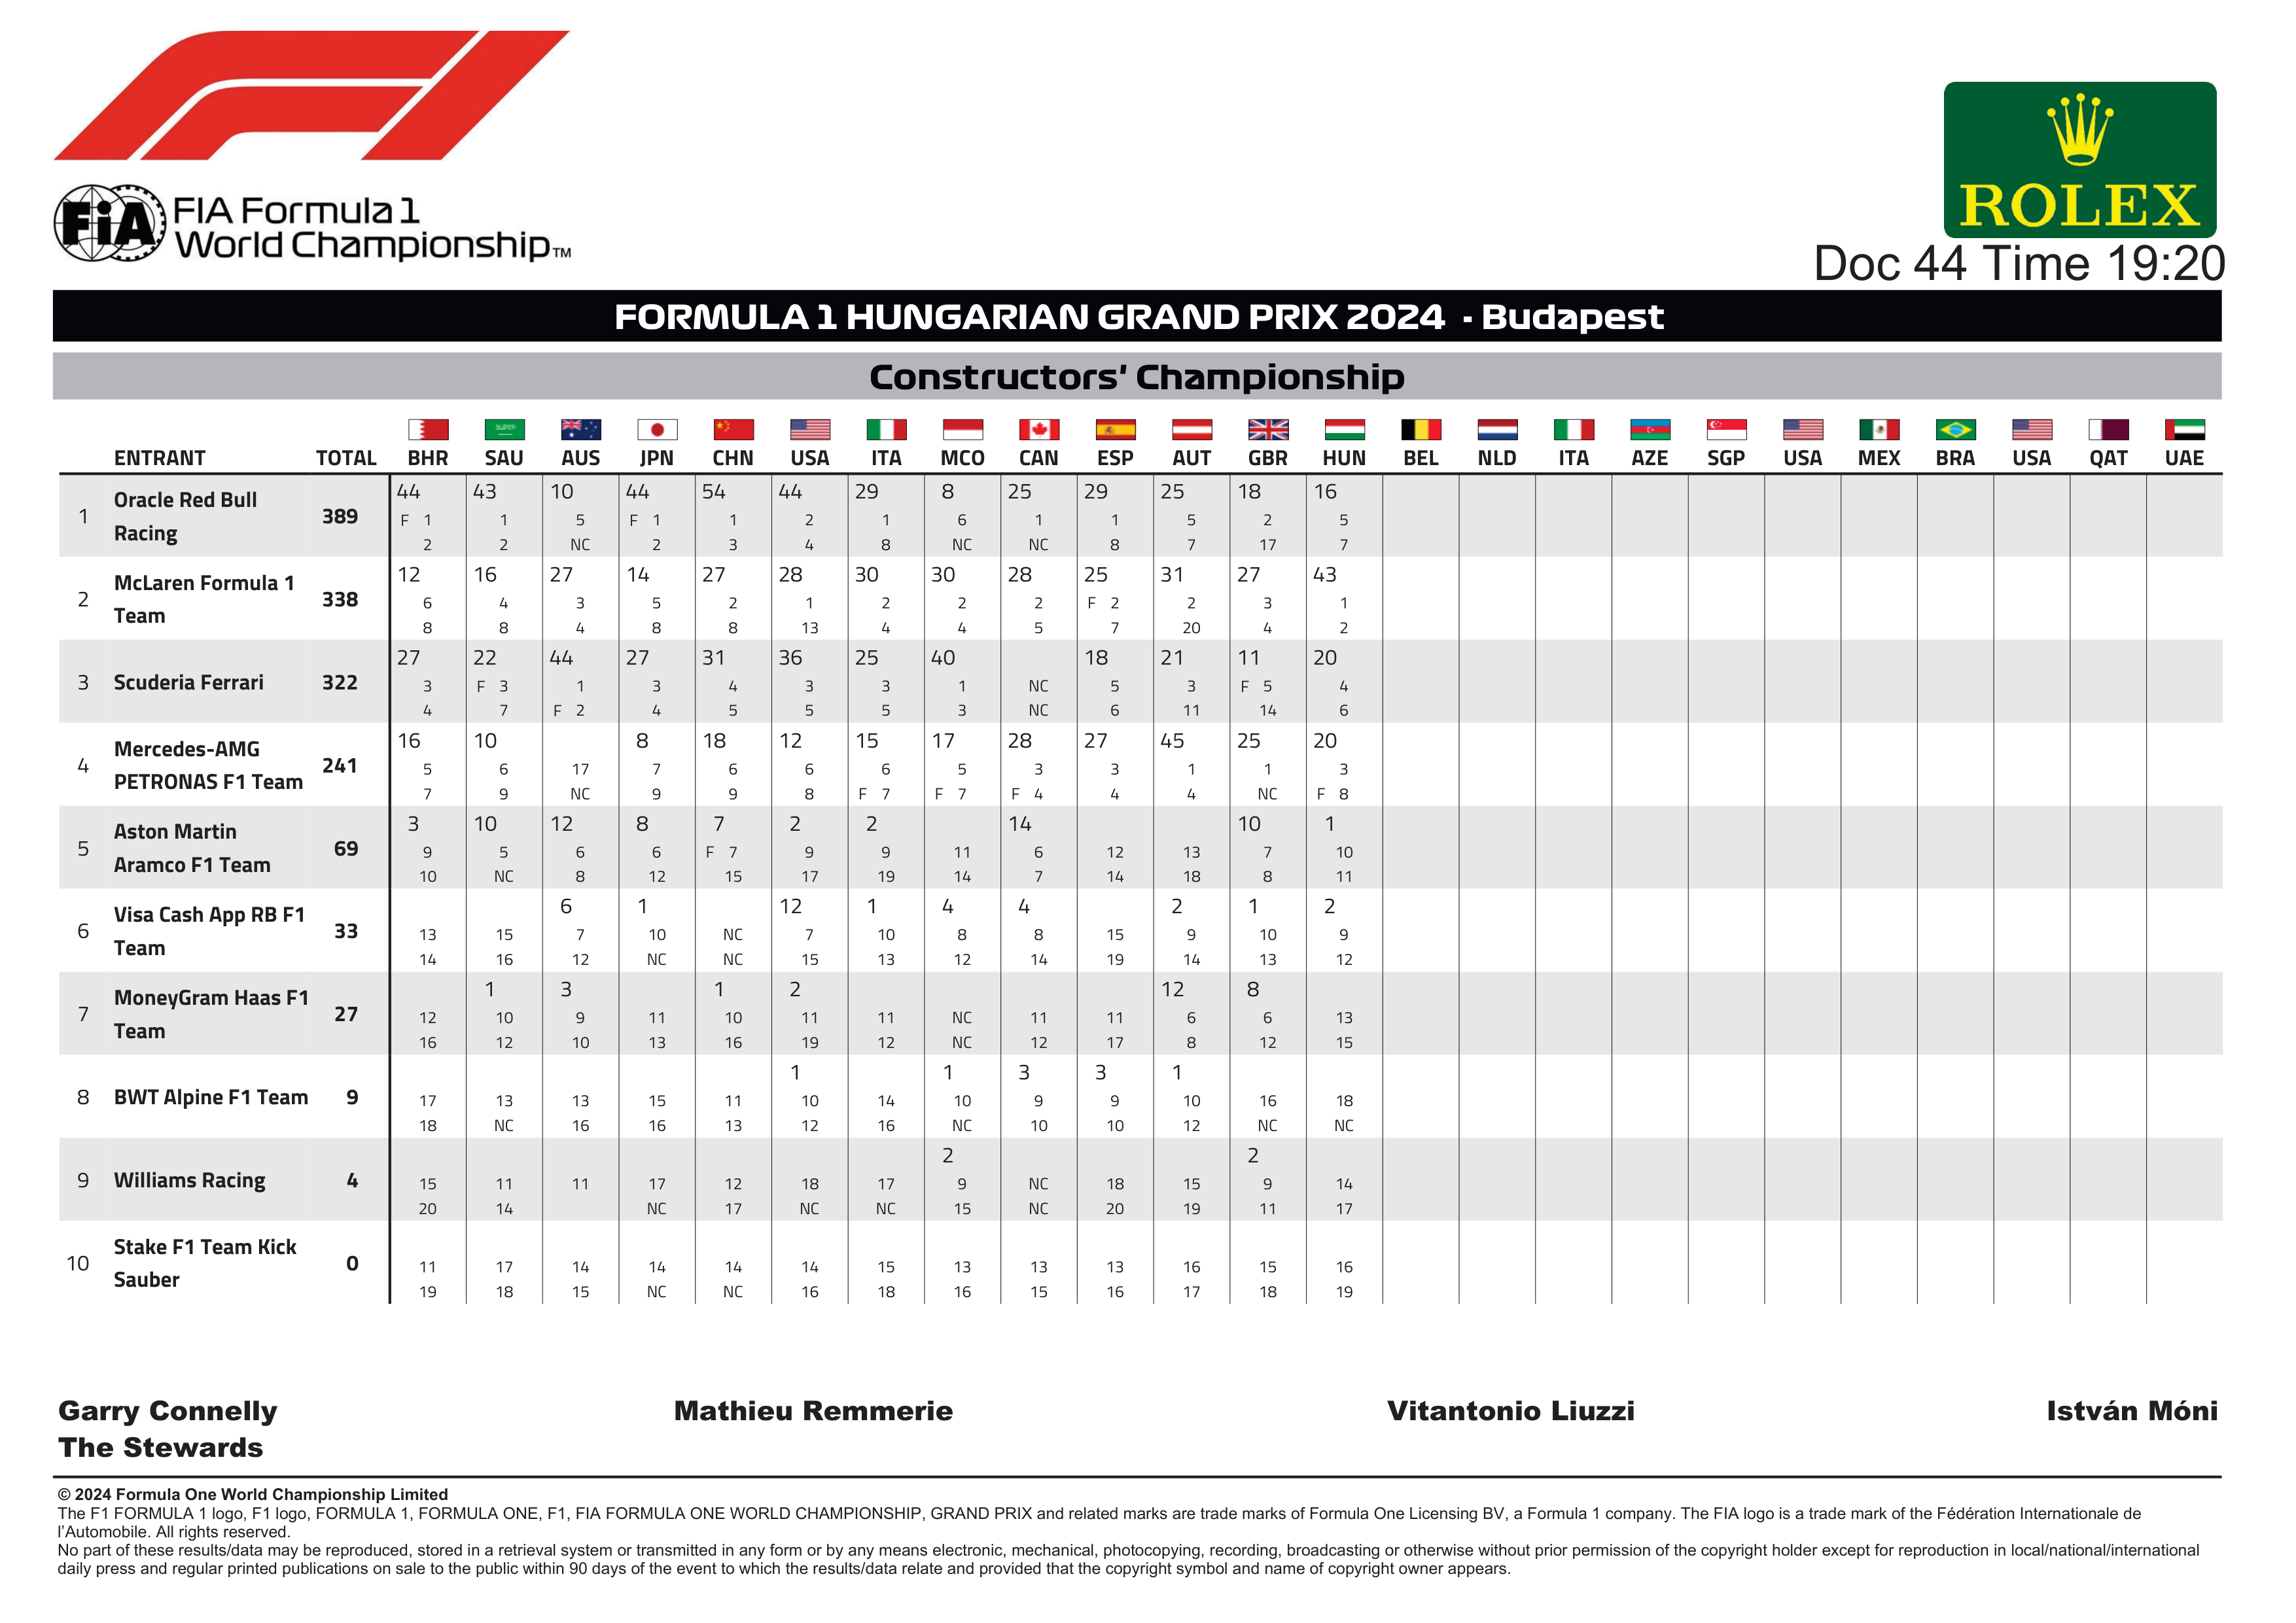 FIA FIA Formula 1
World Championship™
ROLEX
Doc 44 Time 19:20
FORMULA 1 HUNGARIAN GRAND PRIX 2024 - Budapest
Constructors' Championship
ENTRANT TOTAL BHR SAU AUS JPN CHN USA ITA MCO CAN ESP AUT GBR HUN BEL NLD ITA AZE SGP USA MEX BRA USA QAT UAE
44 43 10 44 54 44 29 8 25 29 25 18 16
1 Oracle Red Bull Racing 389 F 1 1 5 F 1 1 2 1 6 1 1 5 2 5
2 2 NC 2 3 4 8 NC NC 8 7 17 7
12 16 27 14 27 28 30 30 28 25 31 27 43
2 McLaren Formula 1 Team 338 6 4 3 5 2 1 2 2 2 F 2 2 3 1
8 8 4 8 8 13 4 4 5 7 20 4 2
27 22 44 27 31 36 25 40 18 21 11 20
3 Scuderia Ferrari 322 3 F 3 1 3 4 3 3 1 NC 5 3 F 5 4
4 7 F 2 4 5 5 5 3 NC 6 11 14 6
16 10 8 18 12 15 17 28 27 45 25 20
4 Mercedes-AMG PETRONAS F1 Team 241 5 6 17 7 6 6 6 5 3 3 1 1 3
7 9 NC 9 9 8 F 7 F 7 F 4 4 4 NC F 8
3 10 12 8 7 2 2 14 10 1
5 Aston Martin Aramco F1 Team 69 9 5 6 6 F 7 9 9 11 6 12 13 7 10
10 NC 8 12 15 17 19 14 7 14 18 8 11
6 1 12 1 4 4 2 1 2
6 Visa Cash App RB F1 Team 33 13 15 7 10 NC 7 10 8 8 15 9 10 9
14 16 12 NC NC 15 13 12 14 19 14 13 12
1 3 1 2 12 8
7 MoneyGram Haas F1 Team 27 12 10 9 11 10 11 11 NC 11 11 6 6 13
16 12 10 13 16 19 12 NC 12 17 8 12 15
1 1 3 3 1
8 BWT Alpine F1 Team 9 17 13 13 15 11 10 14 10 9 9 10 16 18
18 NC 16 16 13 12 16 NC 10 10 12 NC NC
2 2
9 Williams Racing 4 15 11 11 17 12 18 17 9 NC 18 15 9 14
20 14 NC 17 NC NC 15 NC 20 19 11 17
10 Stake F1 Team Kick Sauber 0 11 17 14 14 14 14 15 13 13 13 16 15 16
19 18 15 NC NC 16 18 16 15 16 17 18 19
Garry Connelly Mathieu Remmerie Vitantonio Liuzzi István Móni
The Stewards
© 2024 Formula One World Championship Limited
The F1 FORMULA 1 logo, F1 logo, FORMULA 1, FORMULA ONE, F1, FIA FORMULA ONE WORLD CHAMPIONSHIP, GRAND PRIX and related marks are trade marks of Formula One Licensing BV, a Formula 1 company. The FIA logo is a trade mark of the Fédération Internationale de
l'Automobile. All rights reserved.
No part of these results/data may be reproduced, stored in a retrieval system or transmitted in any form or by any means electronic, mechanical, photocopying, recording, broadcasting or otherwise without prior permission of the copyright holder except for reproduction in local/national/international
daily press and regular printed publications on sale to the public within 90 days of the event to which the results/data relate and provided that the copyright symbol and name of copyright owner appears.